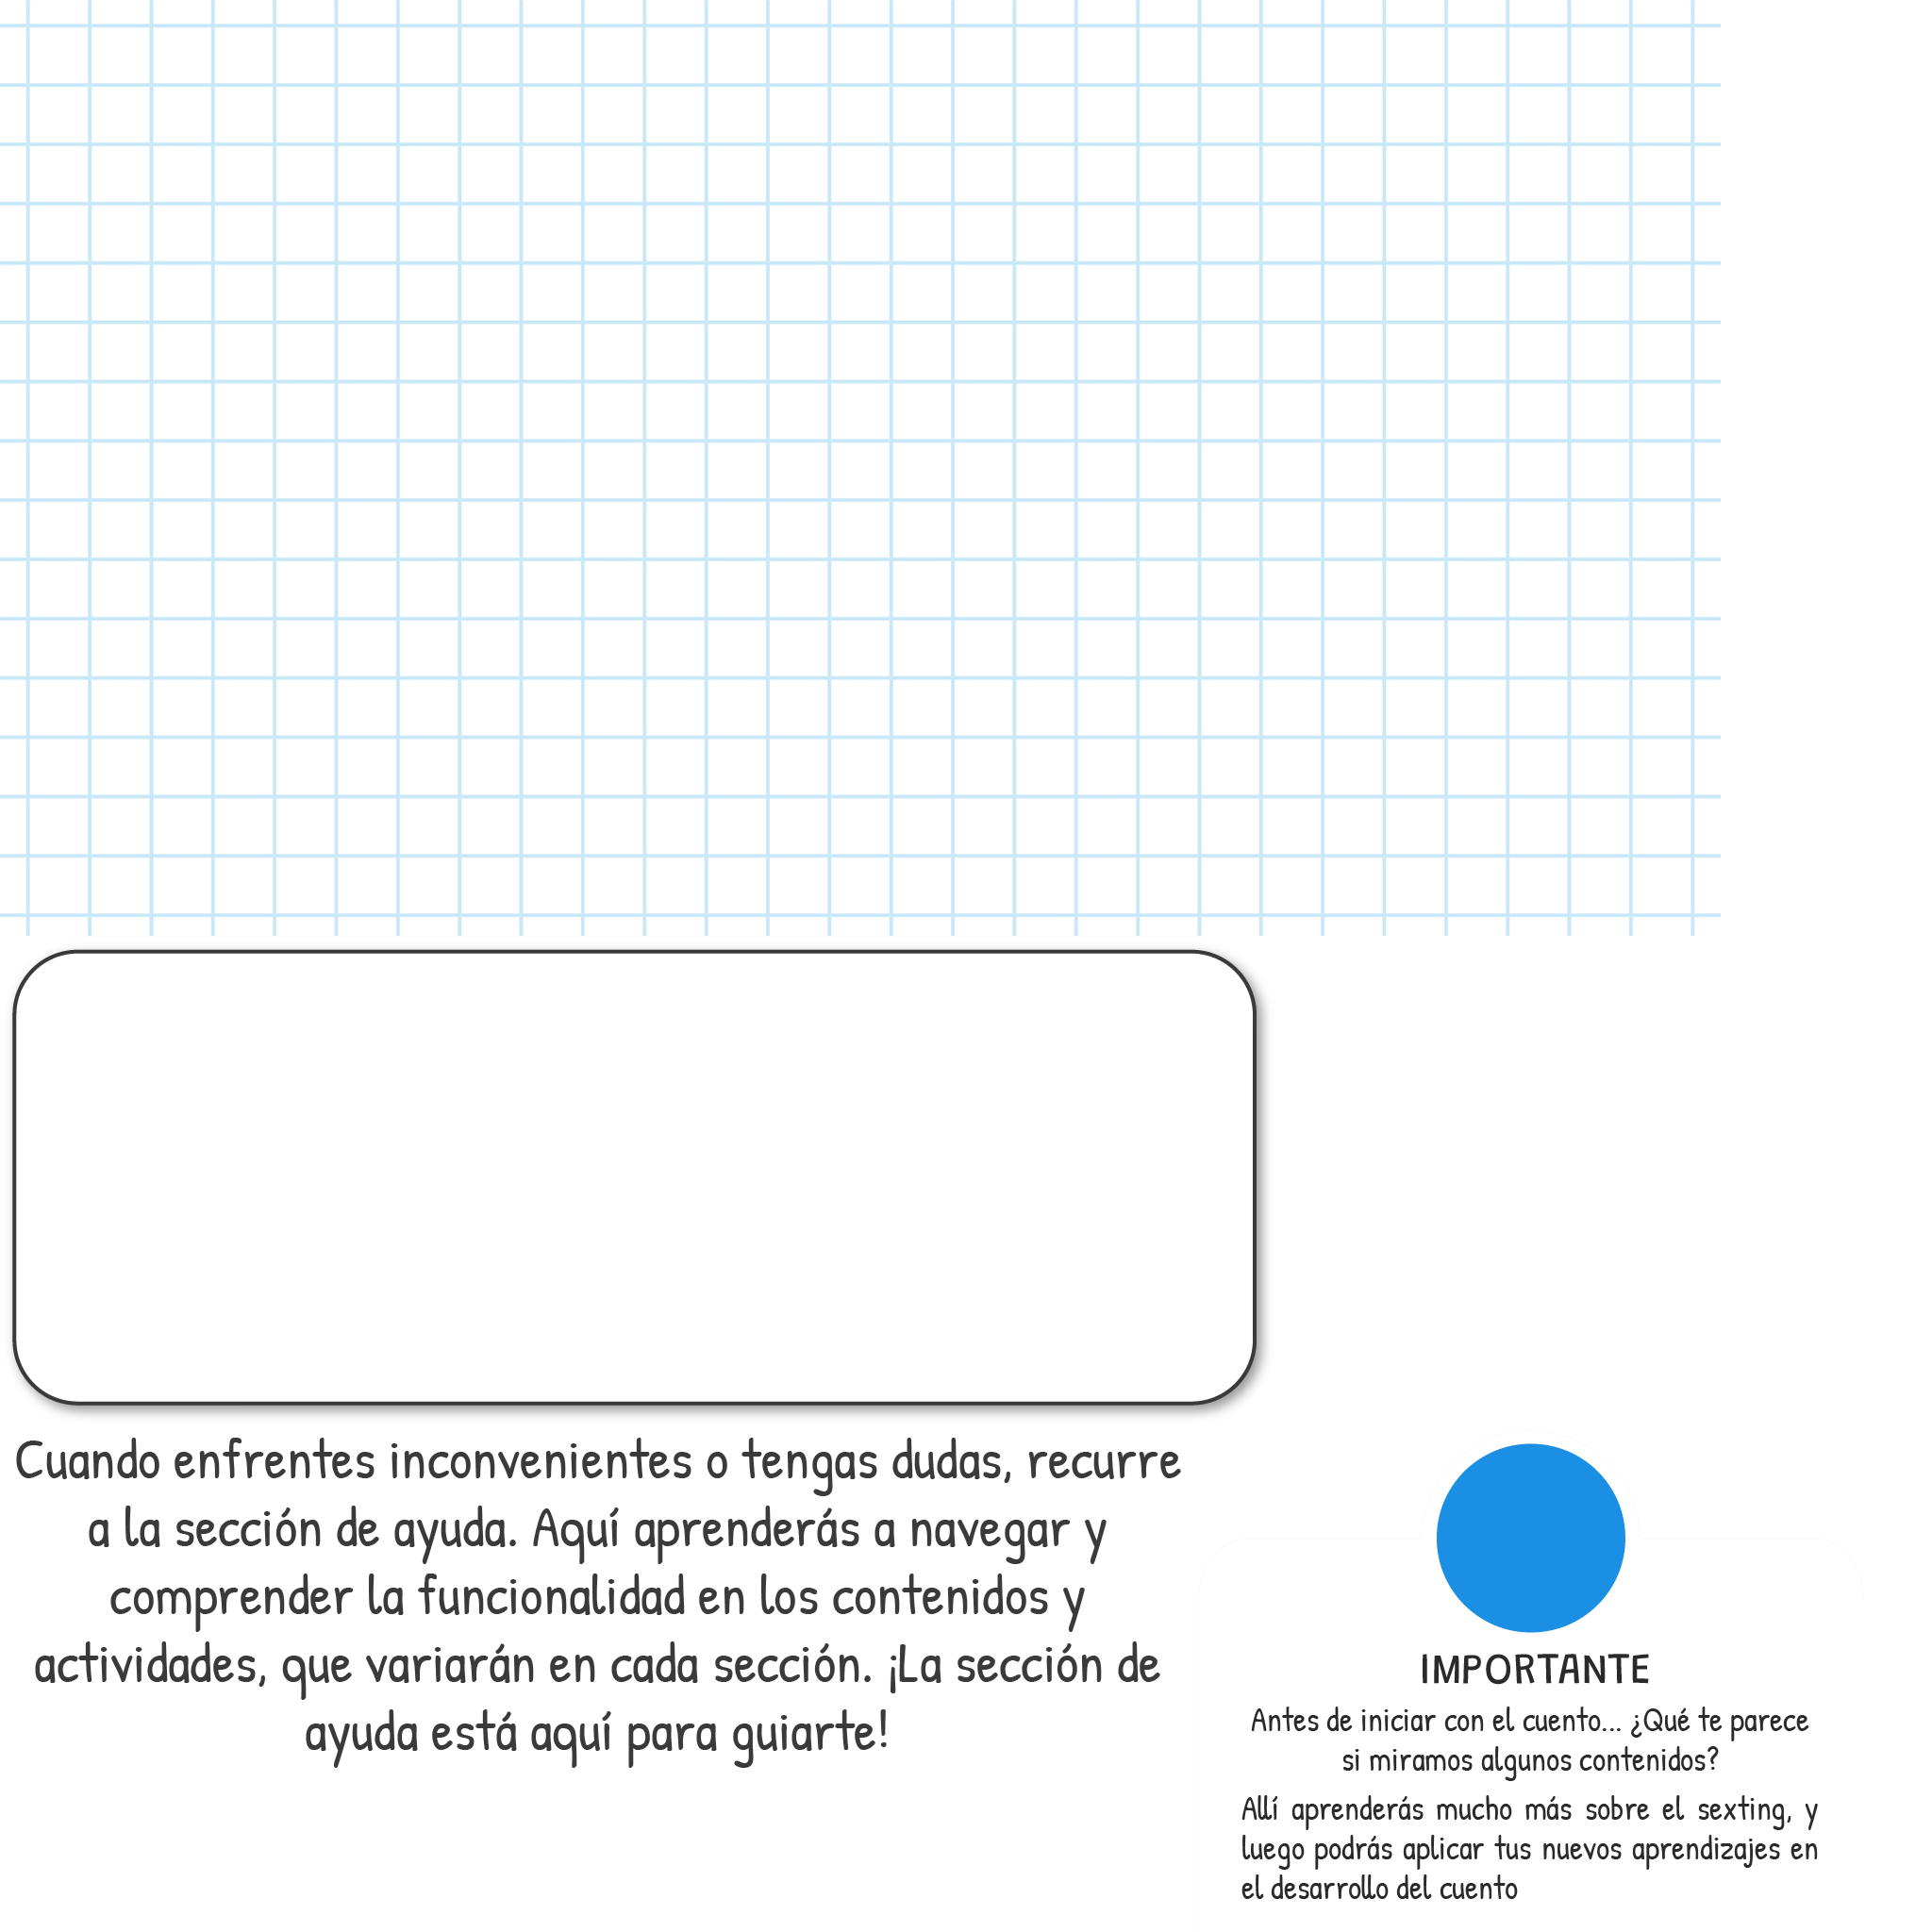 Cuando enfrentes inconvenientes o tengas dudas, recurre
a la sección de ayuda. Aquí aprenderás a navegar y
comprender la funcionalidad en los contenidos y
actividades, que variarán en cada sección. ¡La sección de
ayuda está aquí para guiarte!
IMPORTANTE
Antes de iniciar con el cuento... ¿Qué te parece
si miramos algunos contenidos?
Allí aprenderás mucho más sobre el sexting, y
luego podrás aplicar tus nuevos aprendizajes en
el desarrollo del cuento